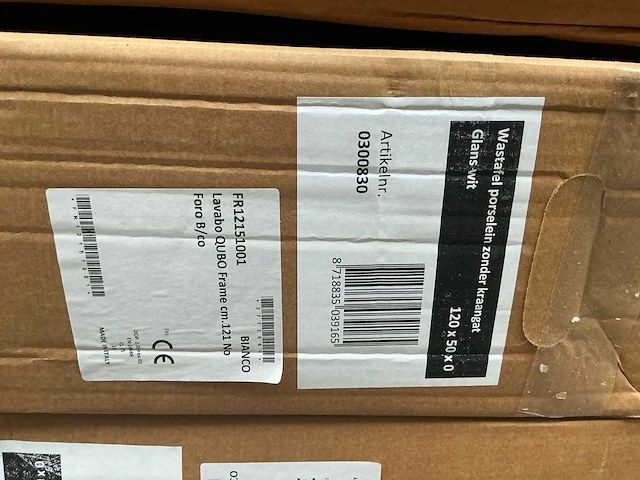 Wastafel porselein zonder kraangat
Glans wit
120 x 50 x 0
Artikelnr.
0300830
8 718835 039165
FR12151001
BIANCO
Lavabo QUBO Frame cm.121 No
Foro B/co
CE
MADE IN ITALY